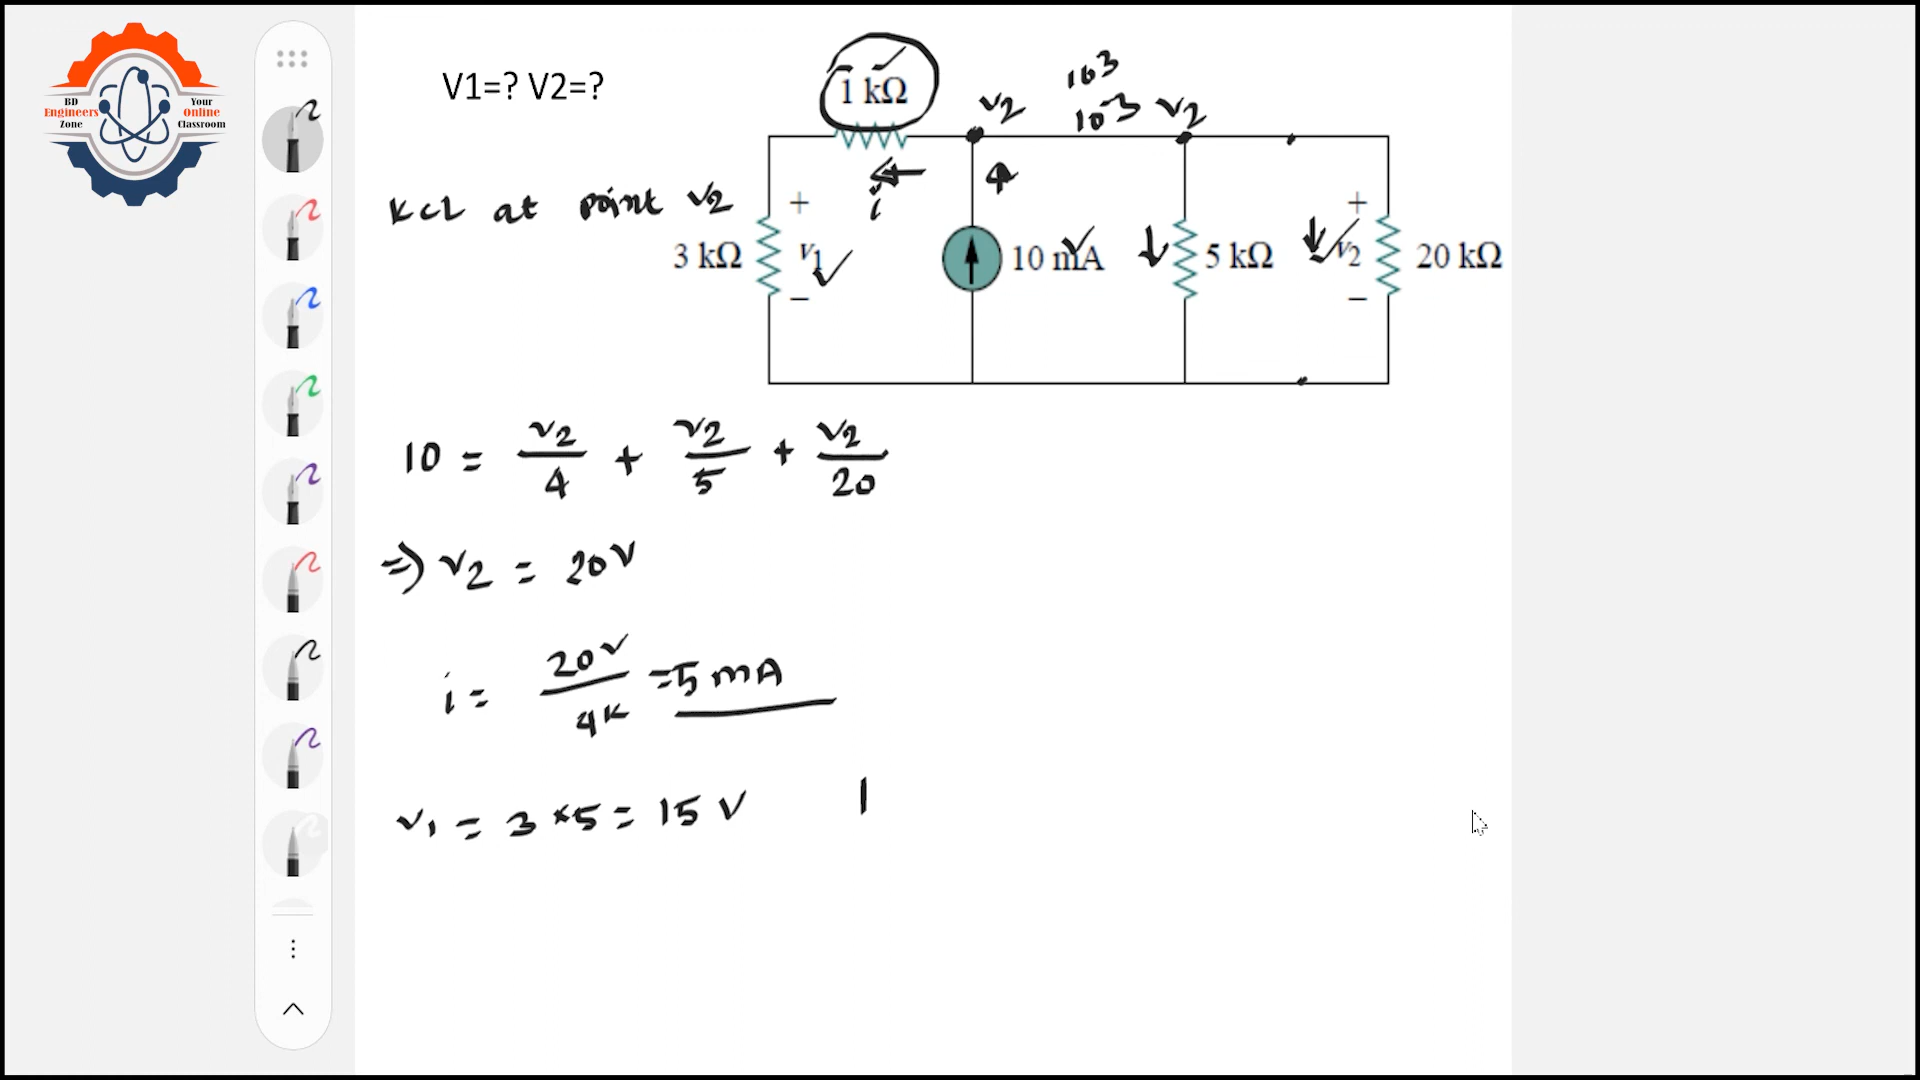 BD
Engineers
Zone
Your
Online
Classroom
V1=? V2=?
1 kΩ
v2
103
10-3
v2
KCL at point v2
i
3 kΩ
+
v1
−
10 mA
5 kΩ
+
v2
−
20 kΩ
10 = v2/4 + v2/5 + v2/20
=) v2 = 20V
i = 20V/4K =5 mA
v1 = 3 *5 = 15 V